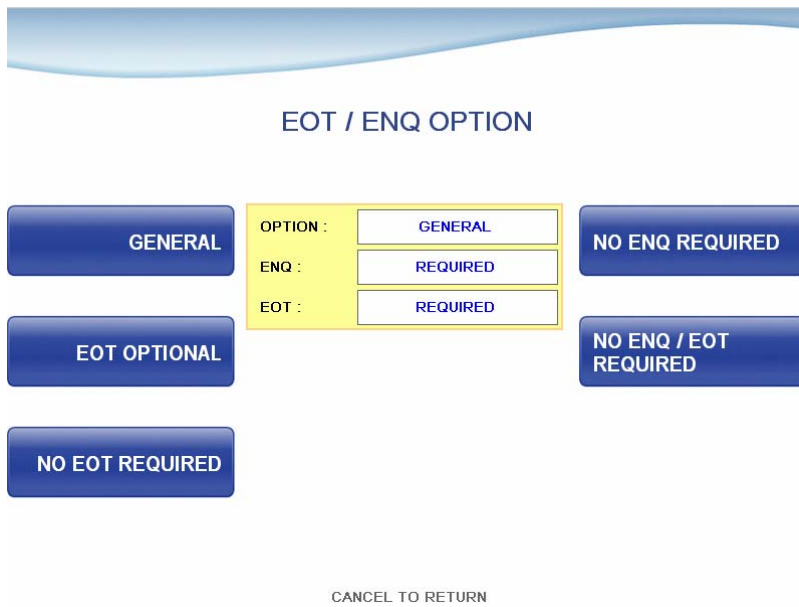 EOT / ENQ OPTION
GENERAL
OPTION : GENERAL
NO ENQ REQUIRED
ENQ : REQUIRED
EOT : REQUIRED
EOT OPTIONAL
NO ENQ / EOT
REQUIRED
NO EOT REQUIRED
CANCEL TO RETURN